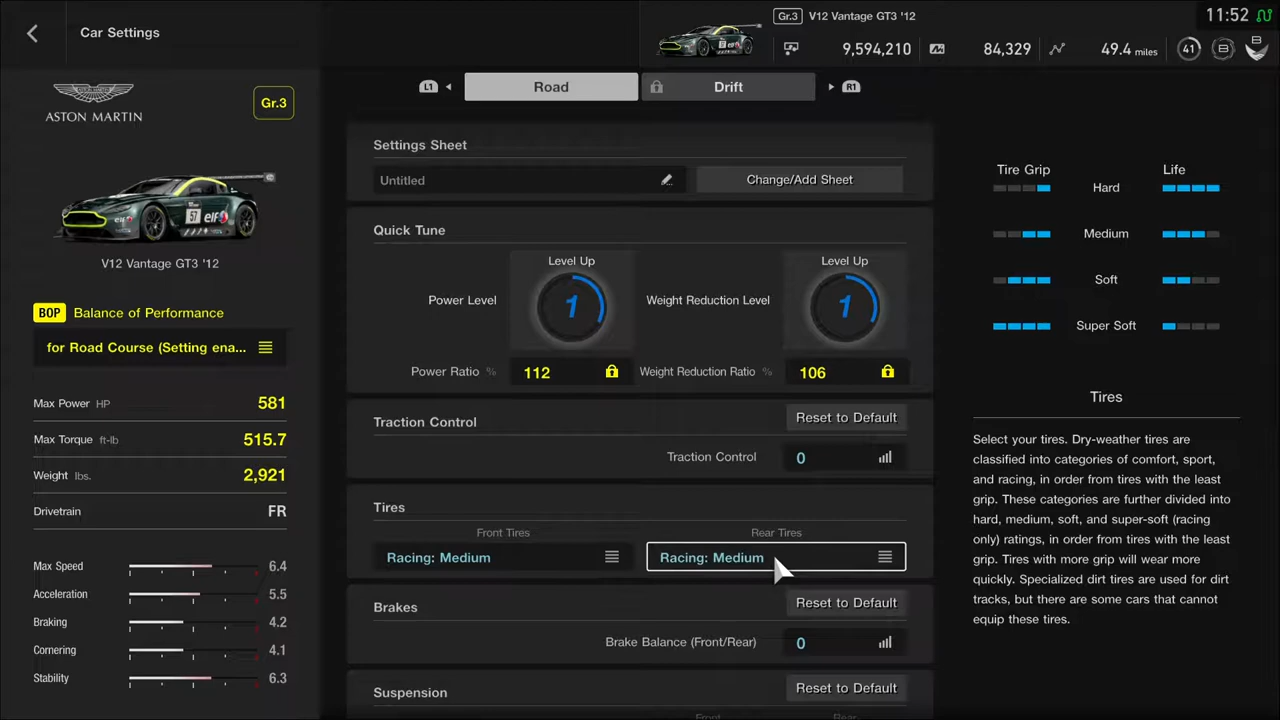 Car Settings
Gr.3 V12 Vantage GT3 '12
11:52
9,594,210 84,329 49.4 miles 41 B B
ASTON MARTIN
Gr.3
57 elf
V12 Vantage GT3 '12
BOP Balance of Performance
for Road Course (Setting ena...
Max Power HP 581
Max Torque ft-lb 515.7
Weight lbs. 2,921
Drivetrain FR
Max Speed 6.4
Acceleration 5.5
Braking 4.2
Cornering 4.1
Stability 6.3
L1 Road Drift R1
Settings Sheet
Untitled Change/Add Sheet
Quick Tune
Level Up Level Up
Power Level 1 Weight Reduction Level 1
Power Ratio % 112 Weight Reduction Ratio % 106
Traction Control Reset to Default
Traction Control 0
Tires
Front Tires Rear Tires
Racing: Medium Racing: Medium
Brakes Reset to Default
Brake Balance (Front/Rear) 0
Suspension Reset to Default
Front Rear
Tire Grip Life
Hard
Medium
Soft
Super Soft
Tires
Select your tires. Dry-weather tires are
classified into categories of comfort, sport,
and racing, in order from tires with the least
grip. These categories are further divided into
hard, medium, soft, and super-soft (racing
only) ratings, in order from tires with the least
grip. Tires with more grip will wear more
quickly. Specialized dirt tires are used for dirt
tracks, but there are some cars that cannot
equip these tires.